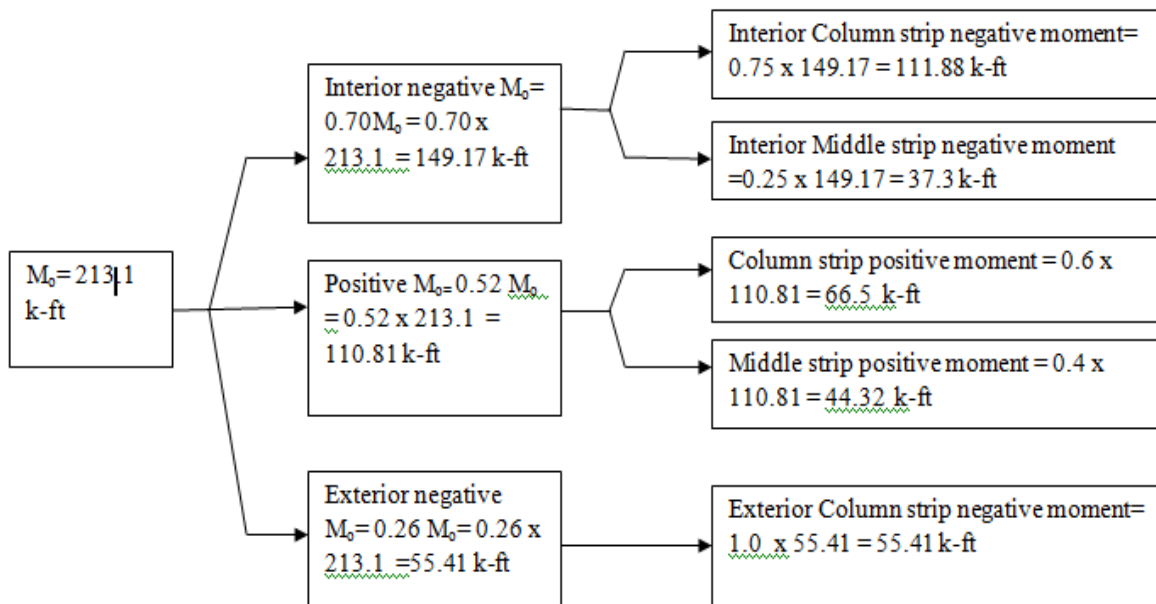 M₀= 213.1
k-ft
Interior negative M₀=
0.70M₀ = 0.70 x
213.1 = 149.17 k-ft
Interior Column strip negative moment=
0.75 x 149.17 = 111.88 k-ft
Interior Middle strip negative moment
=0.25 x 149.17 = 37.3 k-ft
Positive M₀= 0.52 M₀
= 0.52 x 213.1 =
110.81 k-ft
Column strip positive moment = 0.6 x
110.81 = 66.5 k-ft
Middle strip positive moment = 0.4 x
110.81 = 44.32 k-ft
Exterior negative
M₀= 0.26 M₀= 0.26 x
213.1 =55.41 k-ft
Exterior Column strip negative moment=
1.0 x 55.41 = 55.41 k-ft